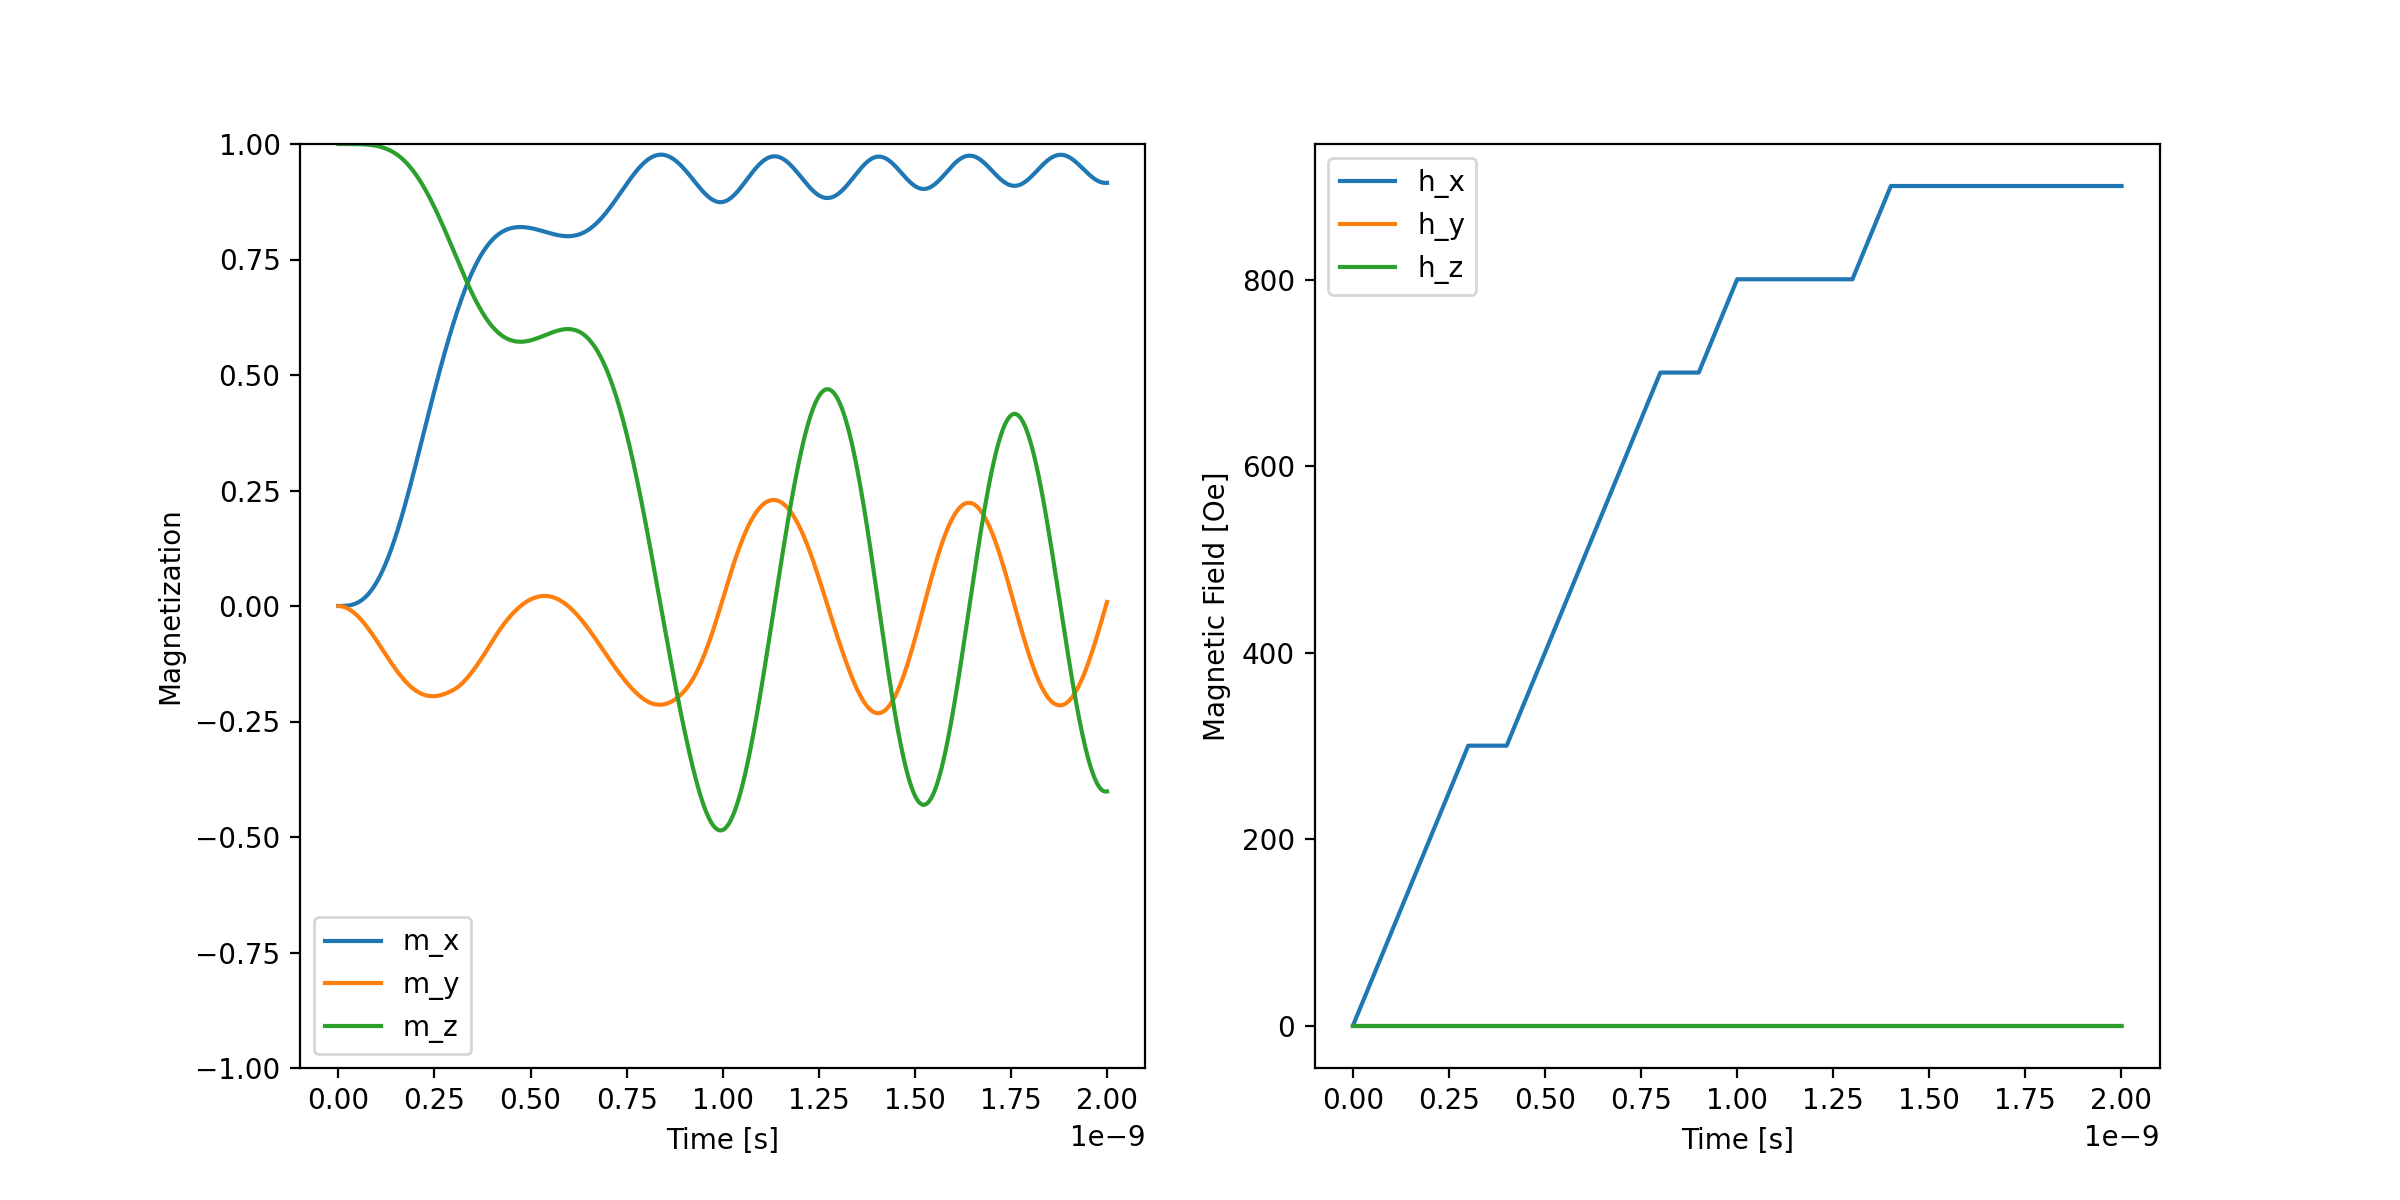 1.00
0.75
0.50
0.25
0.00
−0.25
−0.50
−0.75
−1.00
Magnetization
m_x
m_y
m_z
0.00 0.25 0.50 0.75 1.00 1.25 1.50 1.75 2.00
Time [s]
1e−9
800
600
400
200
0
Magnetic Field [Oe]
h_x
h_y
h_z
0.00 0.25 0.50 0.75 1.00 1.25 1.50 1.75 2.00
Time [s]
1e−9